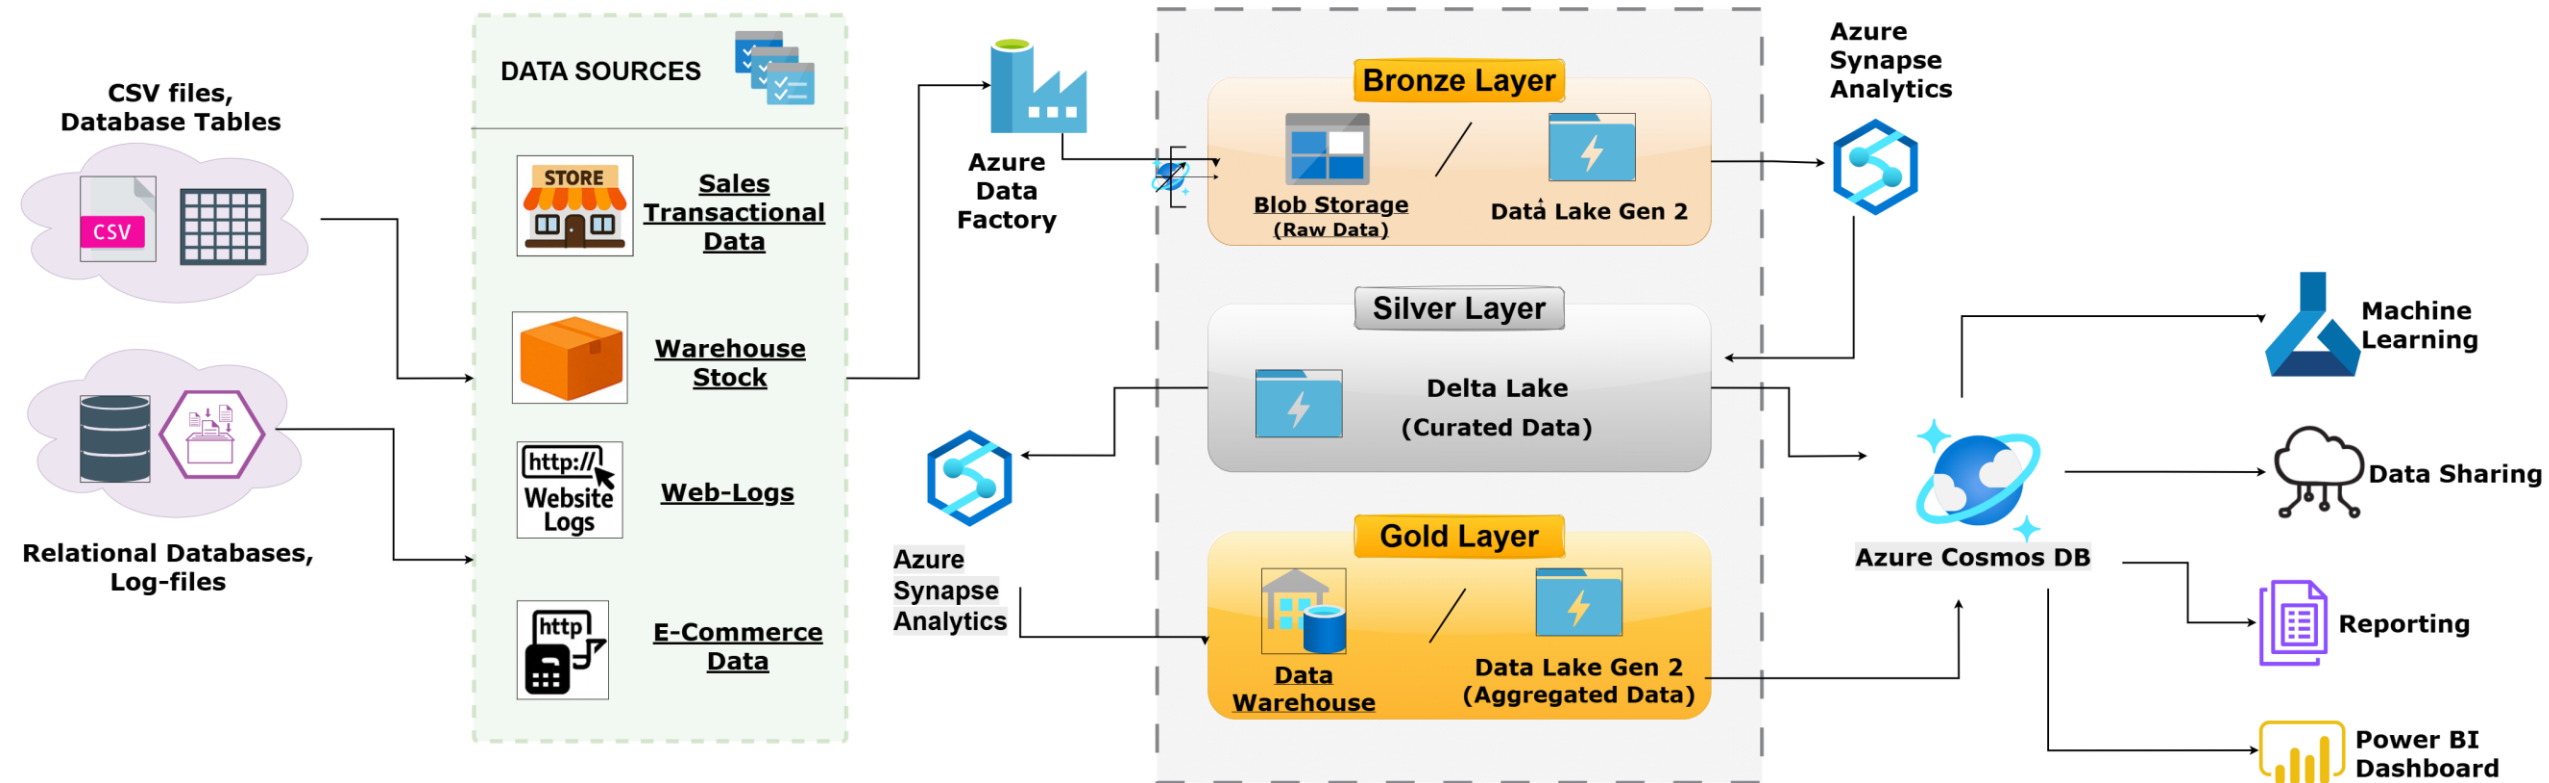 CSV files,
Database Tables
CSV
Relational Databases,
Log-files
DATA SOURCES
STORE
Sales
Transactional
Data
Warehouse
Stock
http://
Website
Logs
Web-Logs
http
E-Commerce
Data
Azure
Data
Factory
Bronze Layer
Blob Storage
(Raw Data)
/
Data Lake Gen 2
Azure
Synapse
Analytics
Silver Layer
Delta Lake
(Curated Data)
Azure
Synapse
Analytics
Gold Layer
Data
Warehouse
/
Data Lake Gen 2
(Aggregated Data)
Azure Cosmos DB
Machine
Learning
Data Sharing
Reporting
Power BI
Dashboard